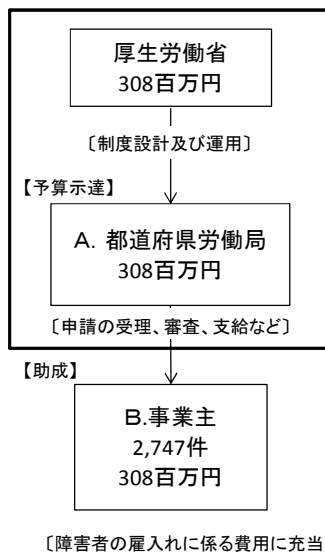 厚生労働省
308百万円
〔制度設計及び運用〕
【予算示達】
A. 都道府県労働局
308百万円
〔申請の受理、審査、支給など〕
【助成】
B.事業主
2,747件
308百万円
〔障害者の雇入れに係る費用に充当